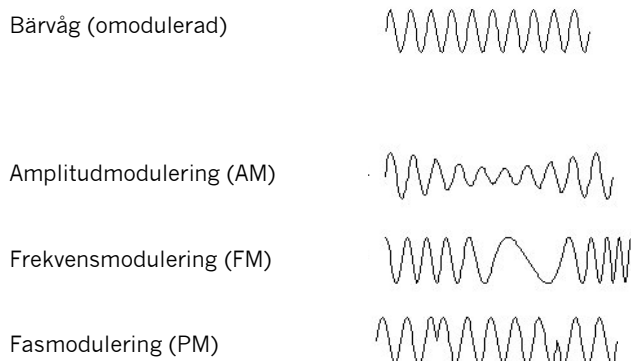 Bärvåg (omodulerad)
Amplitudmodulering (AM)
Frekvensmodulering (FM)
Fasmodulering (PM)